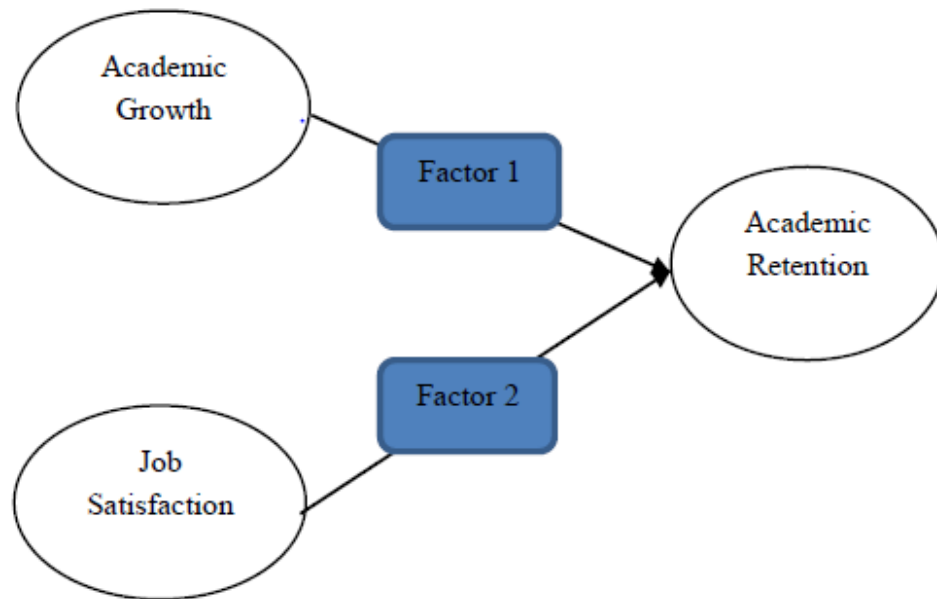 Academic
Growth
Factor 1
Academic
Retention
Factor 2
Job
Satisfaction